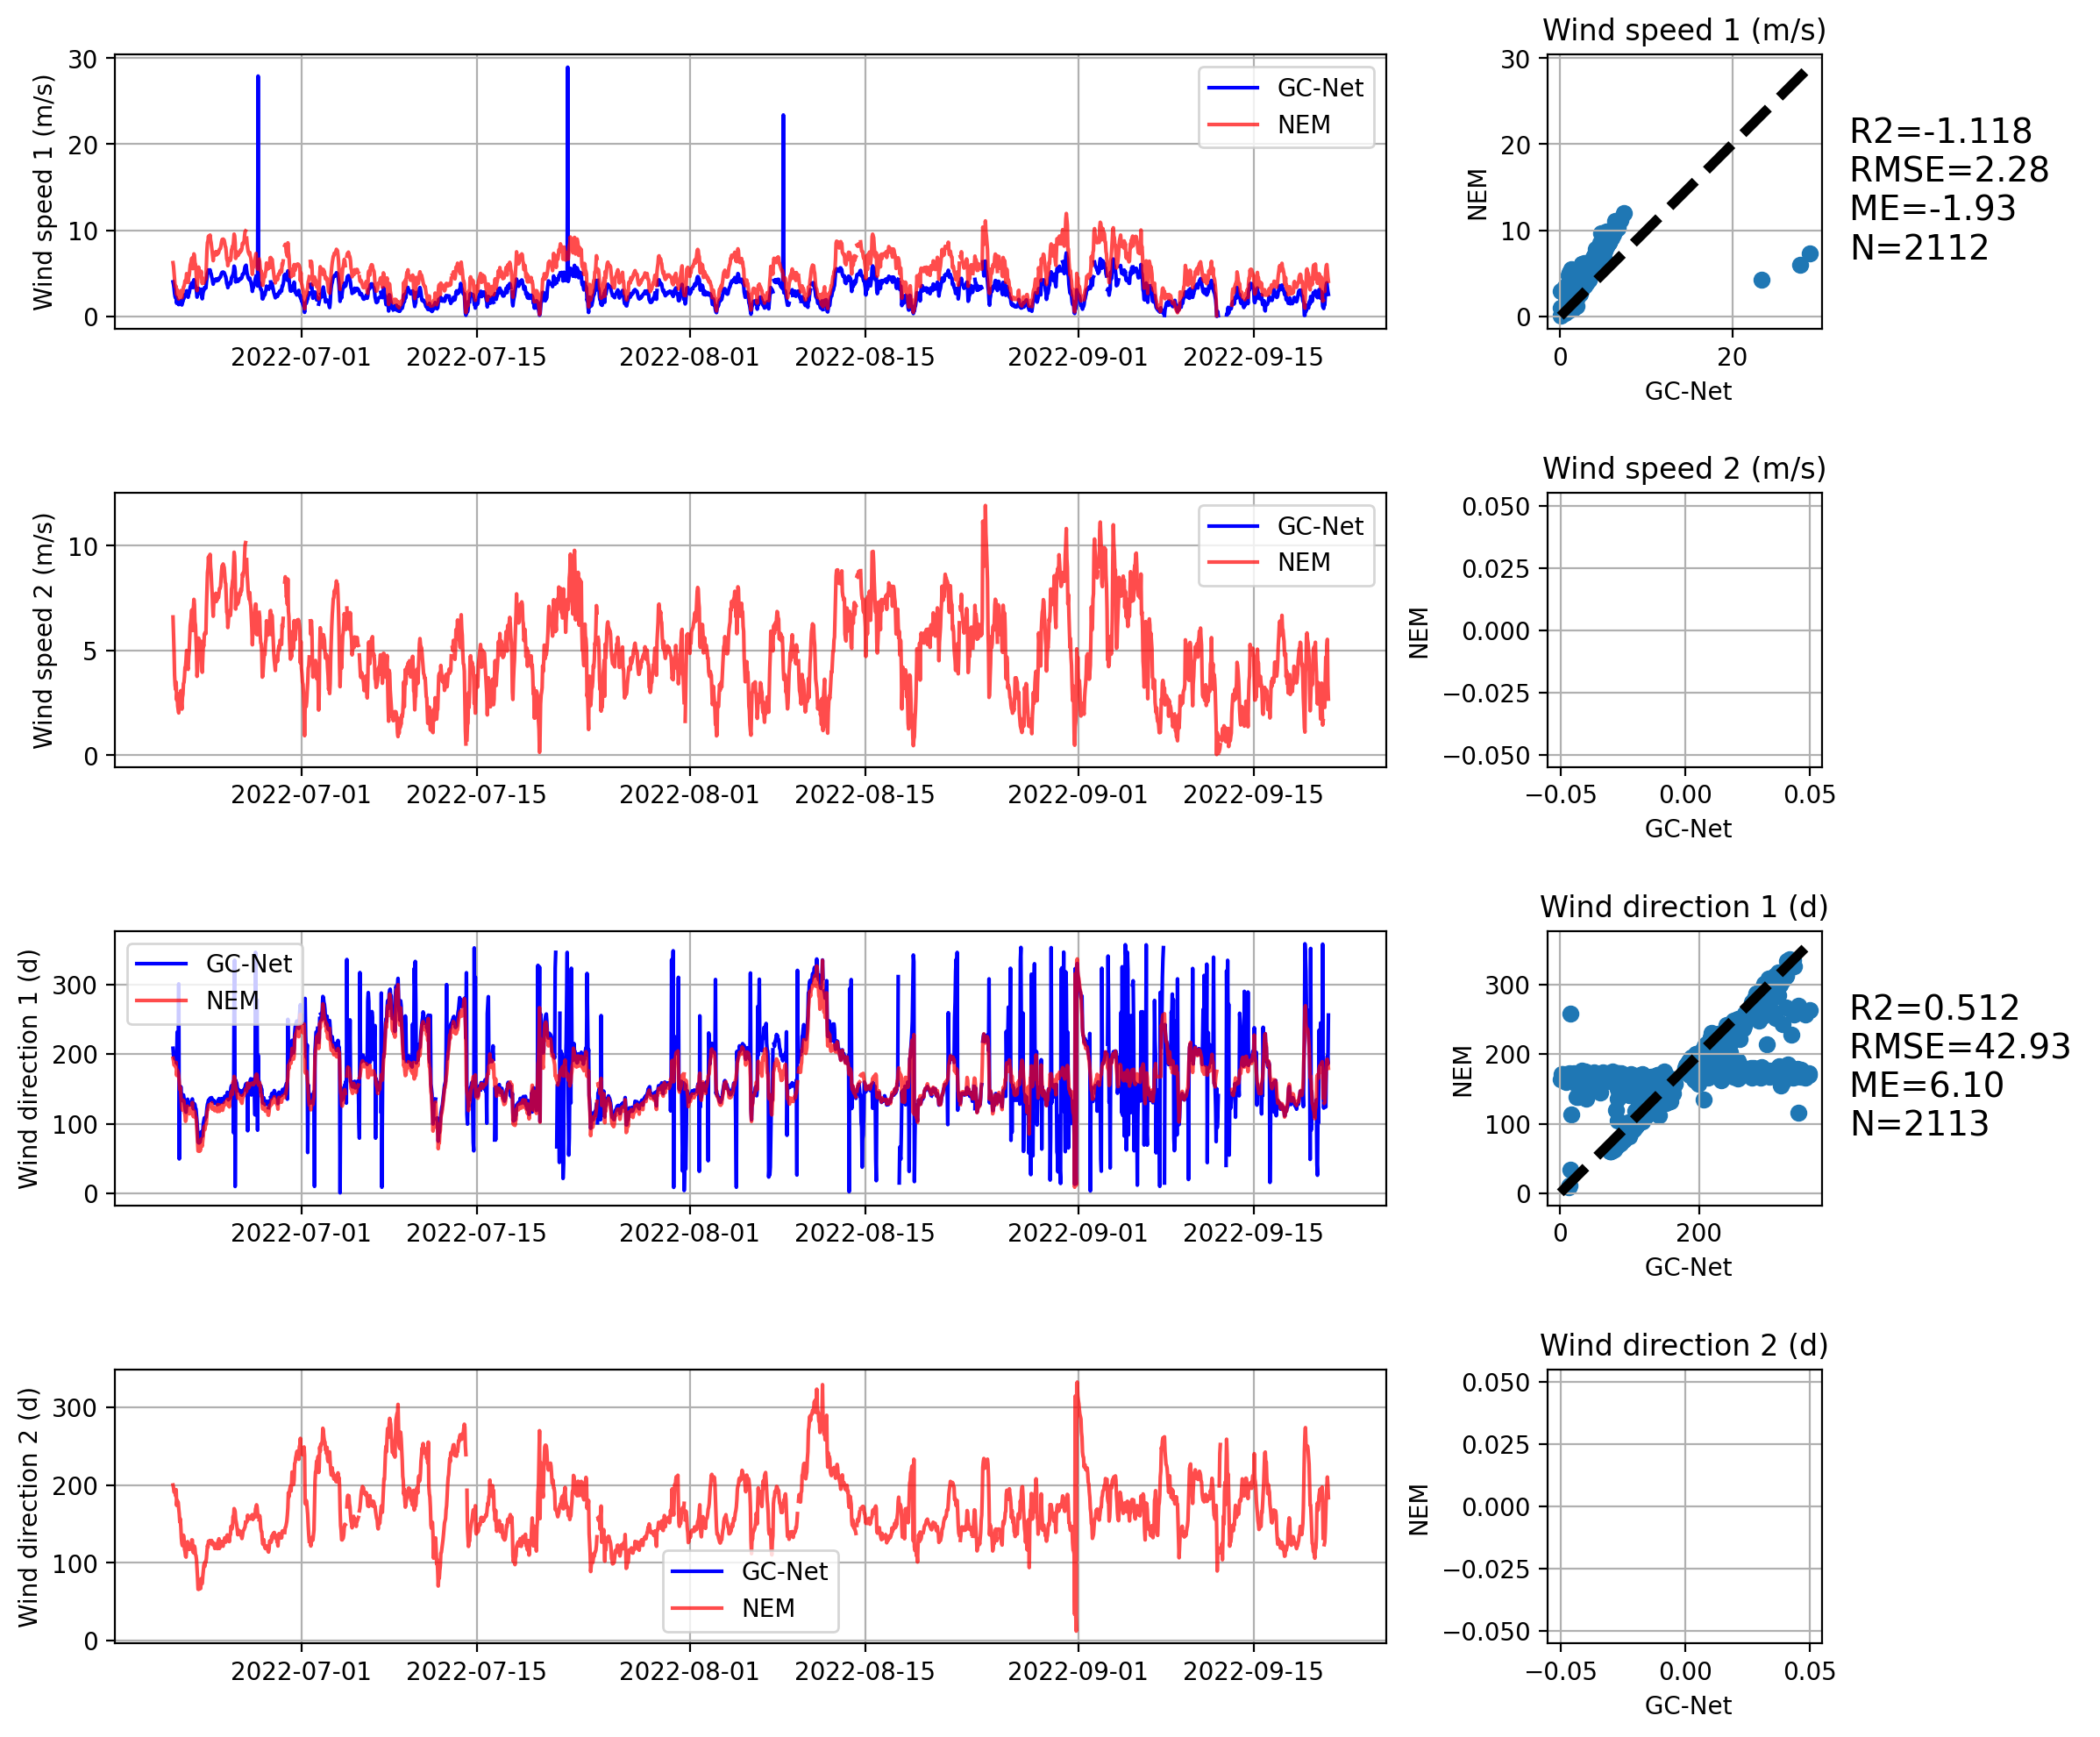 Wind speed 1 (m/s)
30
20
10
0
Wind speed 1 (m/s)
GC-Net
NEM
2022-07-01 2022-07-15 2022-08-01 2022-08-15 2022-09-01 2022-09-15
30
20
10
0
NEM
0 20
GC-Net
R2=-1.118
RMSE=2.28
ME=-1.93
N=2112
Wind speed 2 (m/s)
10
5
0
Wind speed 2 (m/s)
GC-Net
NEM
2022-07-01 2022-07-15 2022-08-01 2022-08-15 2022-09-01 2022-09-15
0.050
0.025
0.000
−0.025
−0.050
NEM
−0.05 0.00 0.05
GC-Net
Wind direction 1 (d)
300
200
100
0
Wind direction 1 (d)
GC-Net
NEM
2022-07-01 2022-07-15 2022-08-01 2022-08-15 2022-09-01 2022-09-15
300
200
100
0
NEM
0 200
GC-Net
R2=0.512
RMSE=42.93
ME=6.10
N=2113
Wind direction 2 (d)
300
200
100
0
Wind direction 2 (d)
GC-Net
NEM
2022-07-01 2022-07-15 2022-08-01 2022-08-15 2022-09-01 2022-09-15
0.050
0.025
0.000
−0.025
−0.050
NEM
−0.05 0.00 0.05
GC-Net